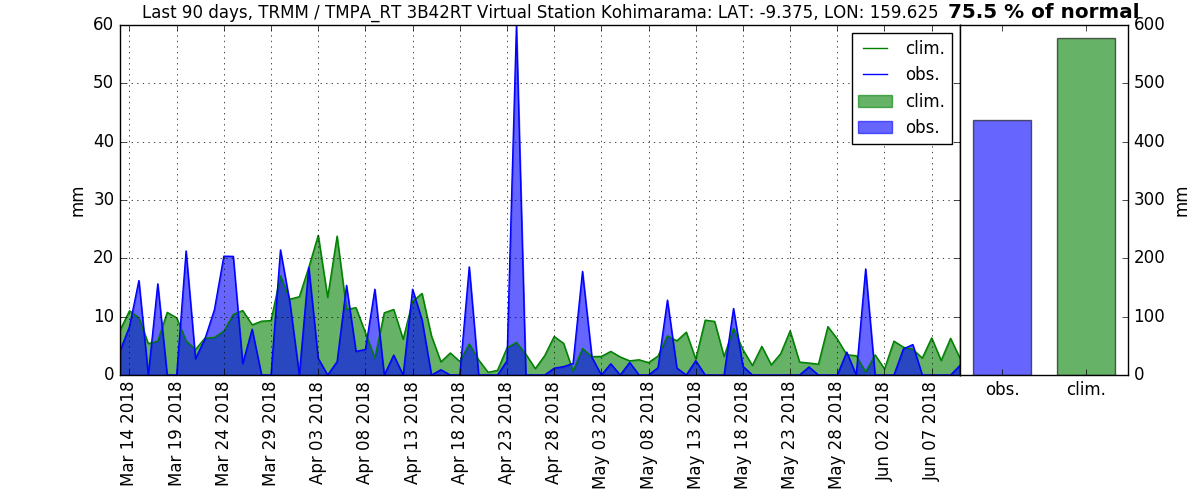 Last 90 days, TRMM / TMPA_RT 3B42RT Virtual Station Kohimarama: LAT: -9.375, LON: 159.625 75.5 % of normal
60
50
40
30
20
10
0
mm
clim.
obs.
clim.
obs.
600
500
400
300
200
100
0
mm
Mar 14 2018
Mar 19 2018
Mar 24 2018
Mar 29 2018
Apr 03 2018
Apr 08 2018
Apr 13 2018
Apr 18 2018
Apr 23 2018
Apr 28 2018
May 03 2018
May 08 2018
May 13 2018
May 18 2018
May 23 2018
May 28 2018
Jun 02 2018
Jun 07 2018
obs.
clim.